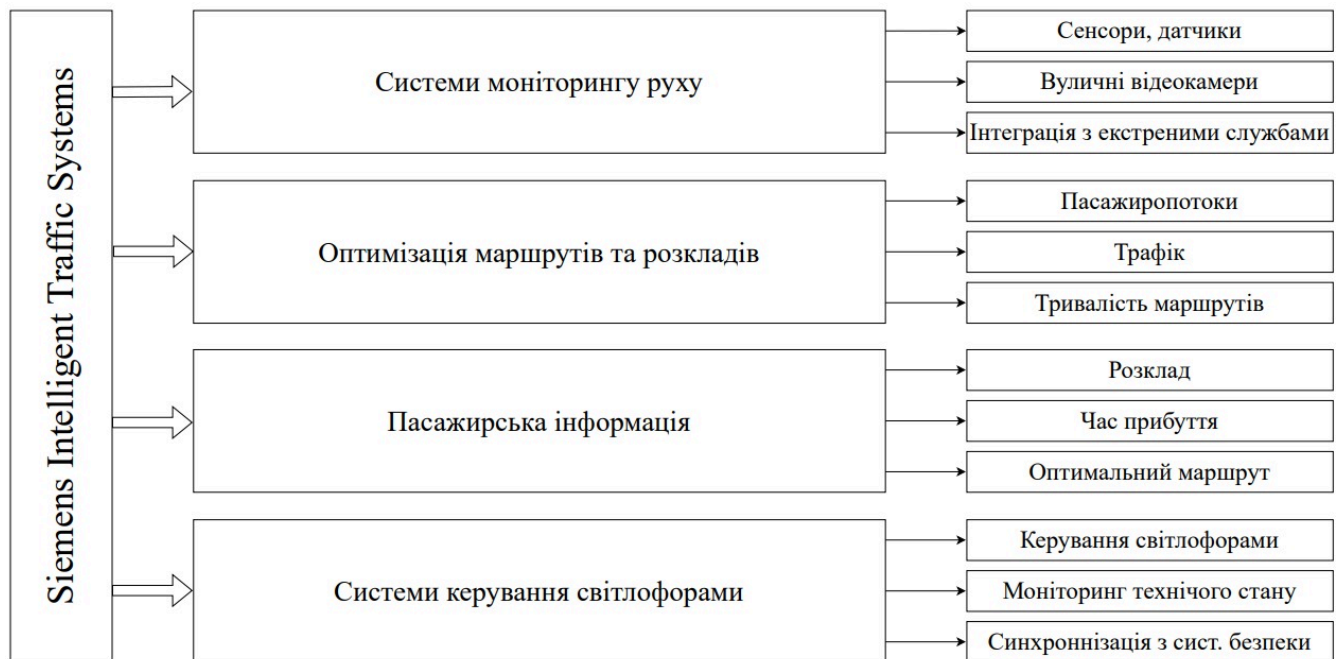 Siemens Intelligent Traffic Systems
Системи моніторингу руху
Сенсори, датчики
Вуличні відеокамери
Інтеграція з екстреними службами
Оптимізація маршрутів та розкладів
Пасажиропотоки
Трафік
Тривалість маршрутів
Пасажирська інформація
Розклад
Час прибуття
Оптимальний маршрут
Системи керування світлофорами
Керування світлофорами
Моніторинг технічого стану
Синхроннізація з сист. безпеки